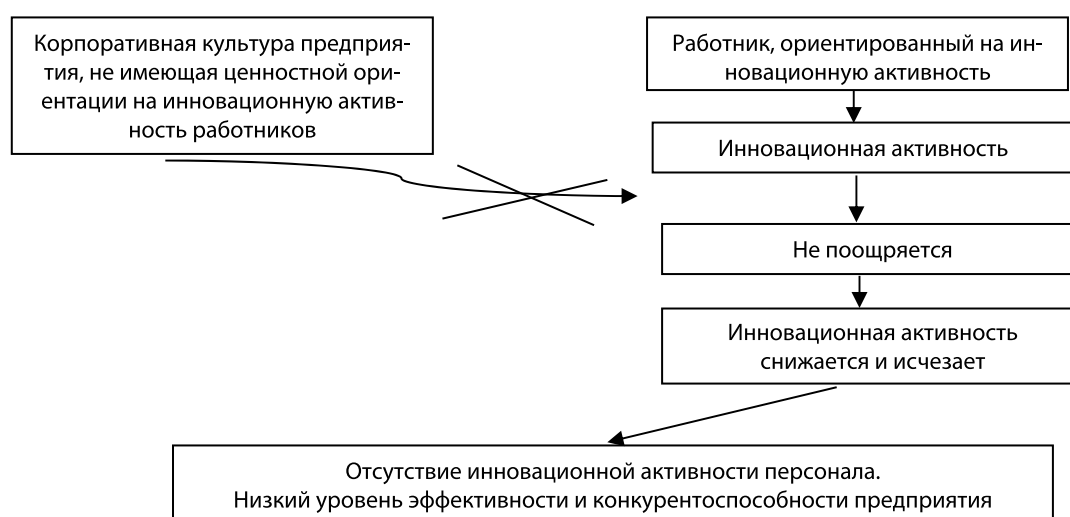 Корпоративная культура предприя-
тия, не имеющая ценностной ори-
ентации на инновационную актив-
ность работников
Работник, ориентированный на ин-
новационную активность
Инновационная активность
Не поощряется
Инновационная активность
снижается и исчезает
Отсутствие инновационной активности персонала.
Низкий уровень эффективности и конкурентоспособности предприятия